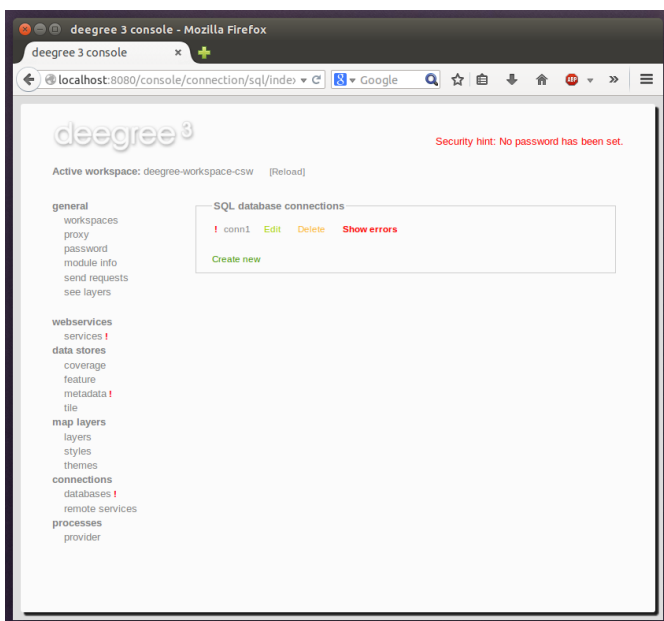 deegree 3 console - Mozilla Firefox
deegree 3 console
localhost:8080/console/connection/sql/inde
Google
ABP
deegree 3
Security hint: No password has been set.
Active workspace: deegree-workspace-csw [Reload]
general
workspaces
proxy
password
module info
send requests
see layers
webservices
services !
data stores
coverage
feature
metadata !
tile
map layers
layers
styles
themes
connections
databases !
remote services
processes
provider
SQL database connections
! conn1 Edit Delete Show errors
Create new